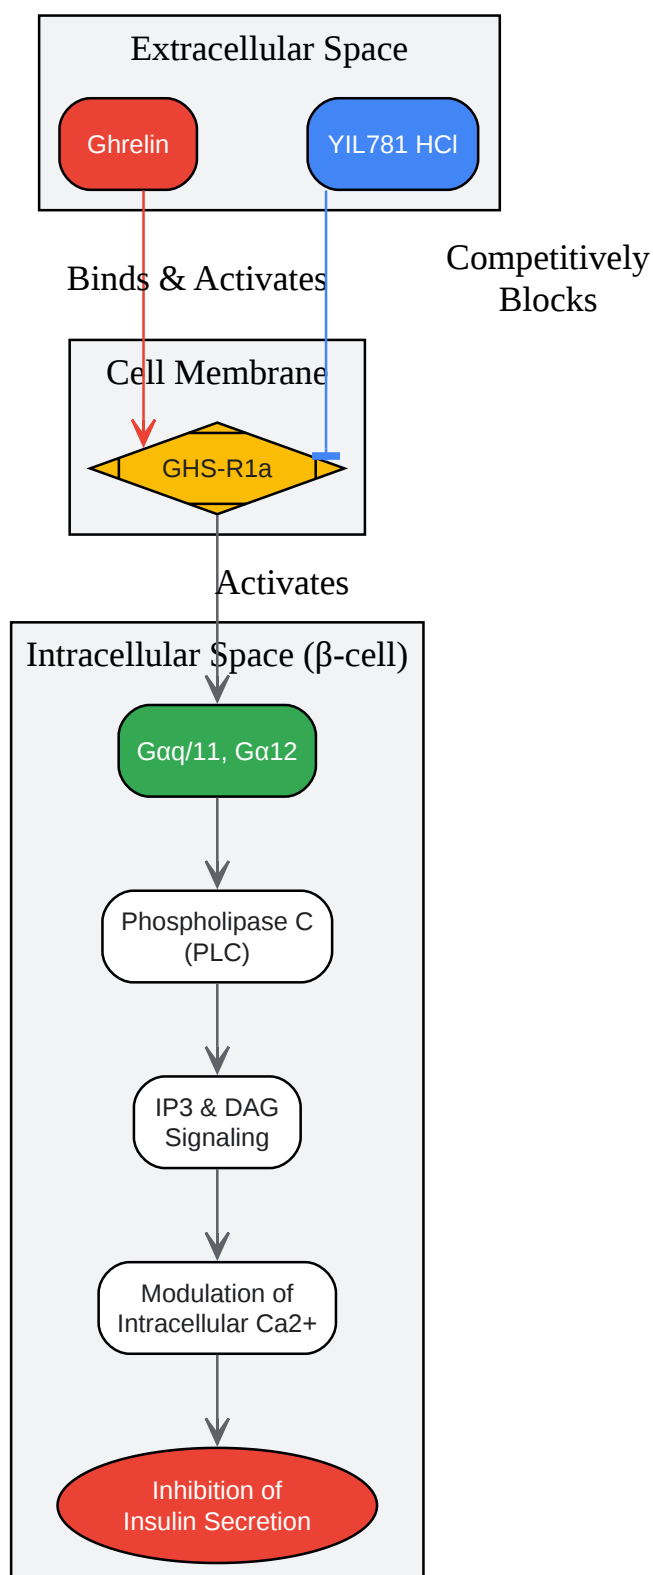 Extracellular Space
Ghrelin
YIL781 HCl
Binds & Activates
Competitively
Blocks
Cell Membrane
GHS-R1a
Activates
Intracellular Space (β-cell)
Gαq/11, Gα12
Phospholipase C
(PLC)
IP3 & DAG
Signaling
Modulation of
Intracellular Ca2+
Inhibition of
Insulin Secretion